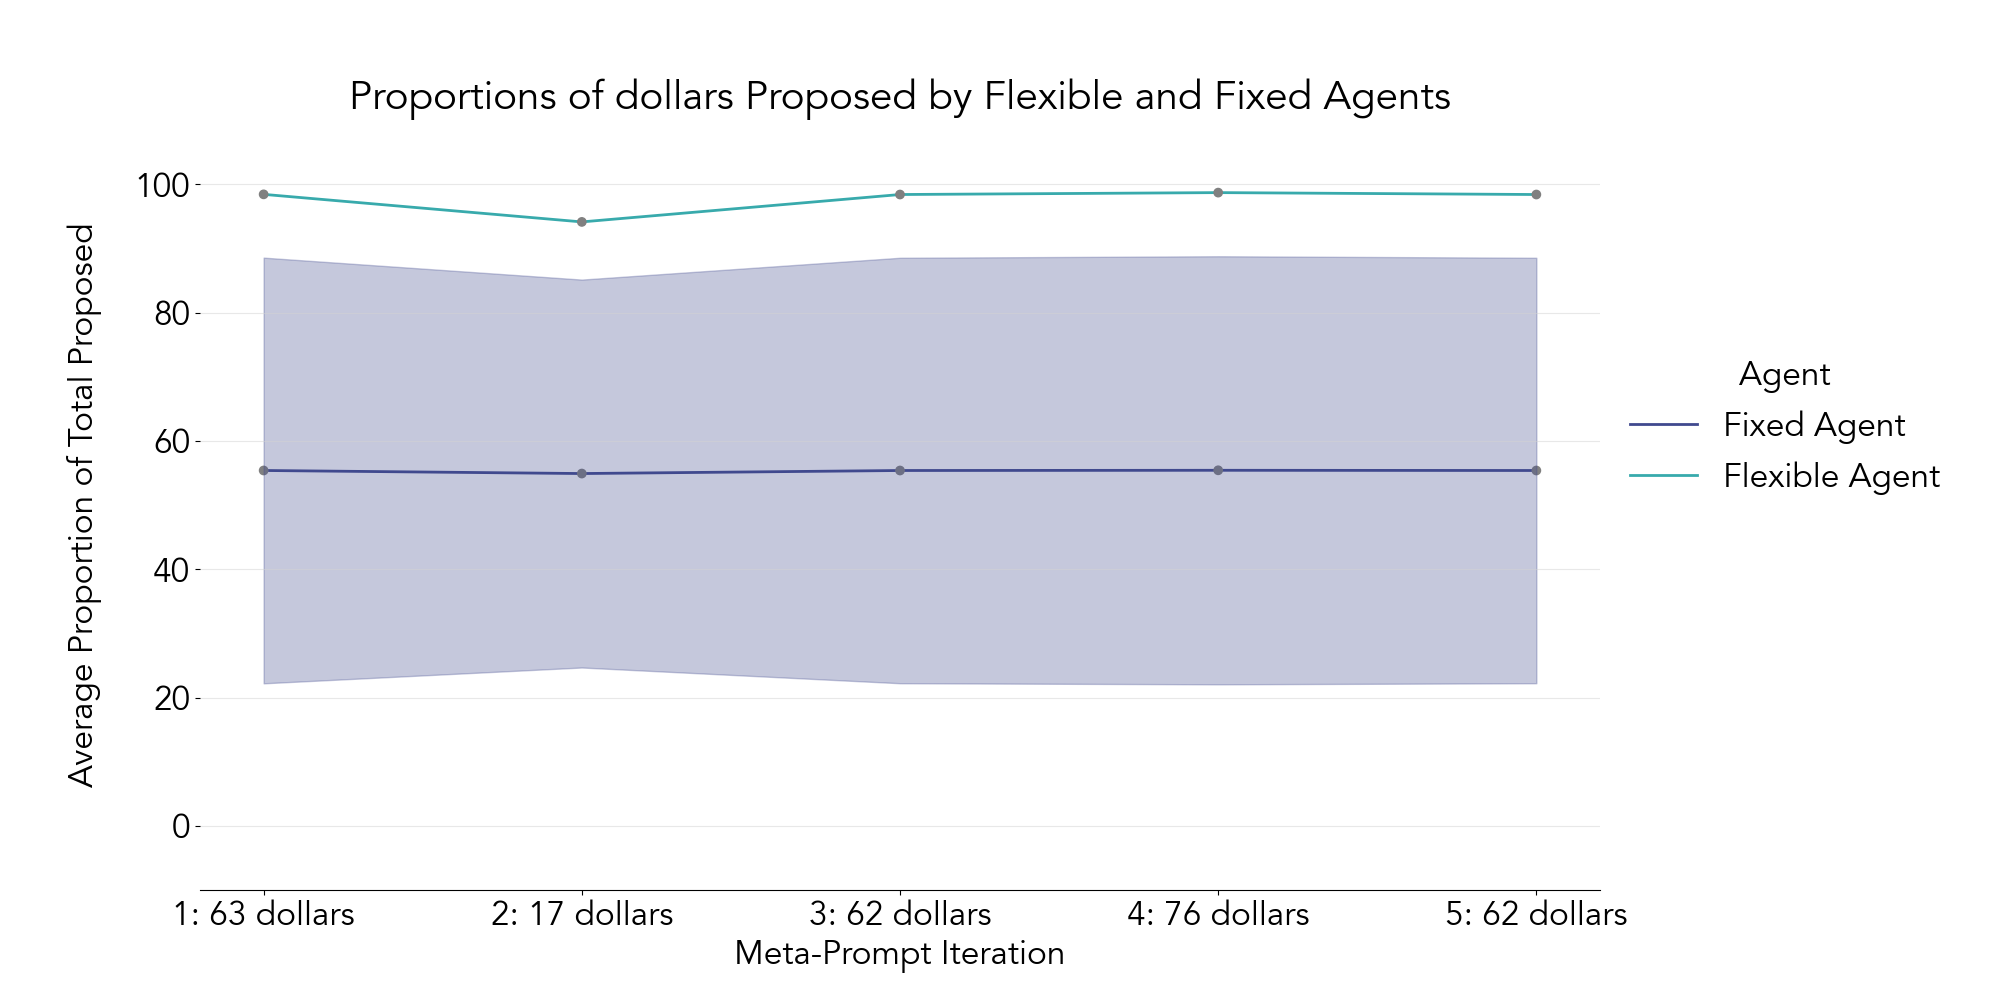 Proportions of dollars Proposed by Flexible and Fixed Agents
Average Proportion of Total Proposed
100
80
60
40
20
0
1: 63 dollars
2: 17 dollars
3: 62 dollars
4: 76 dollars
5: 62 dollars
Meta-Prompt Iteration
Agent
Fixed Agent
Flexible Agent